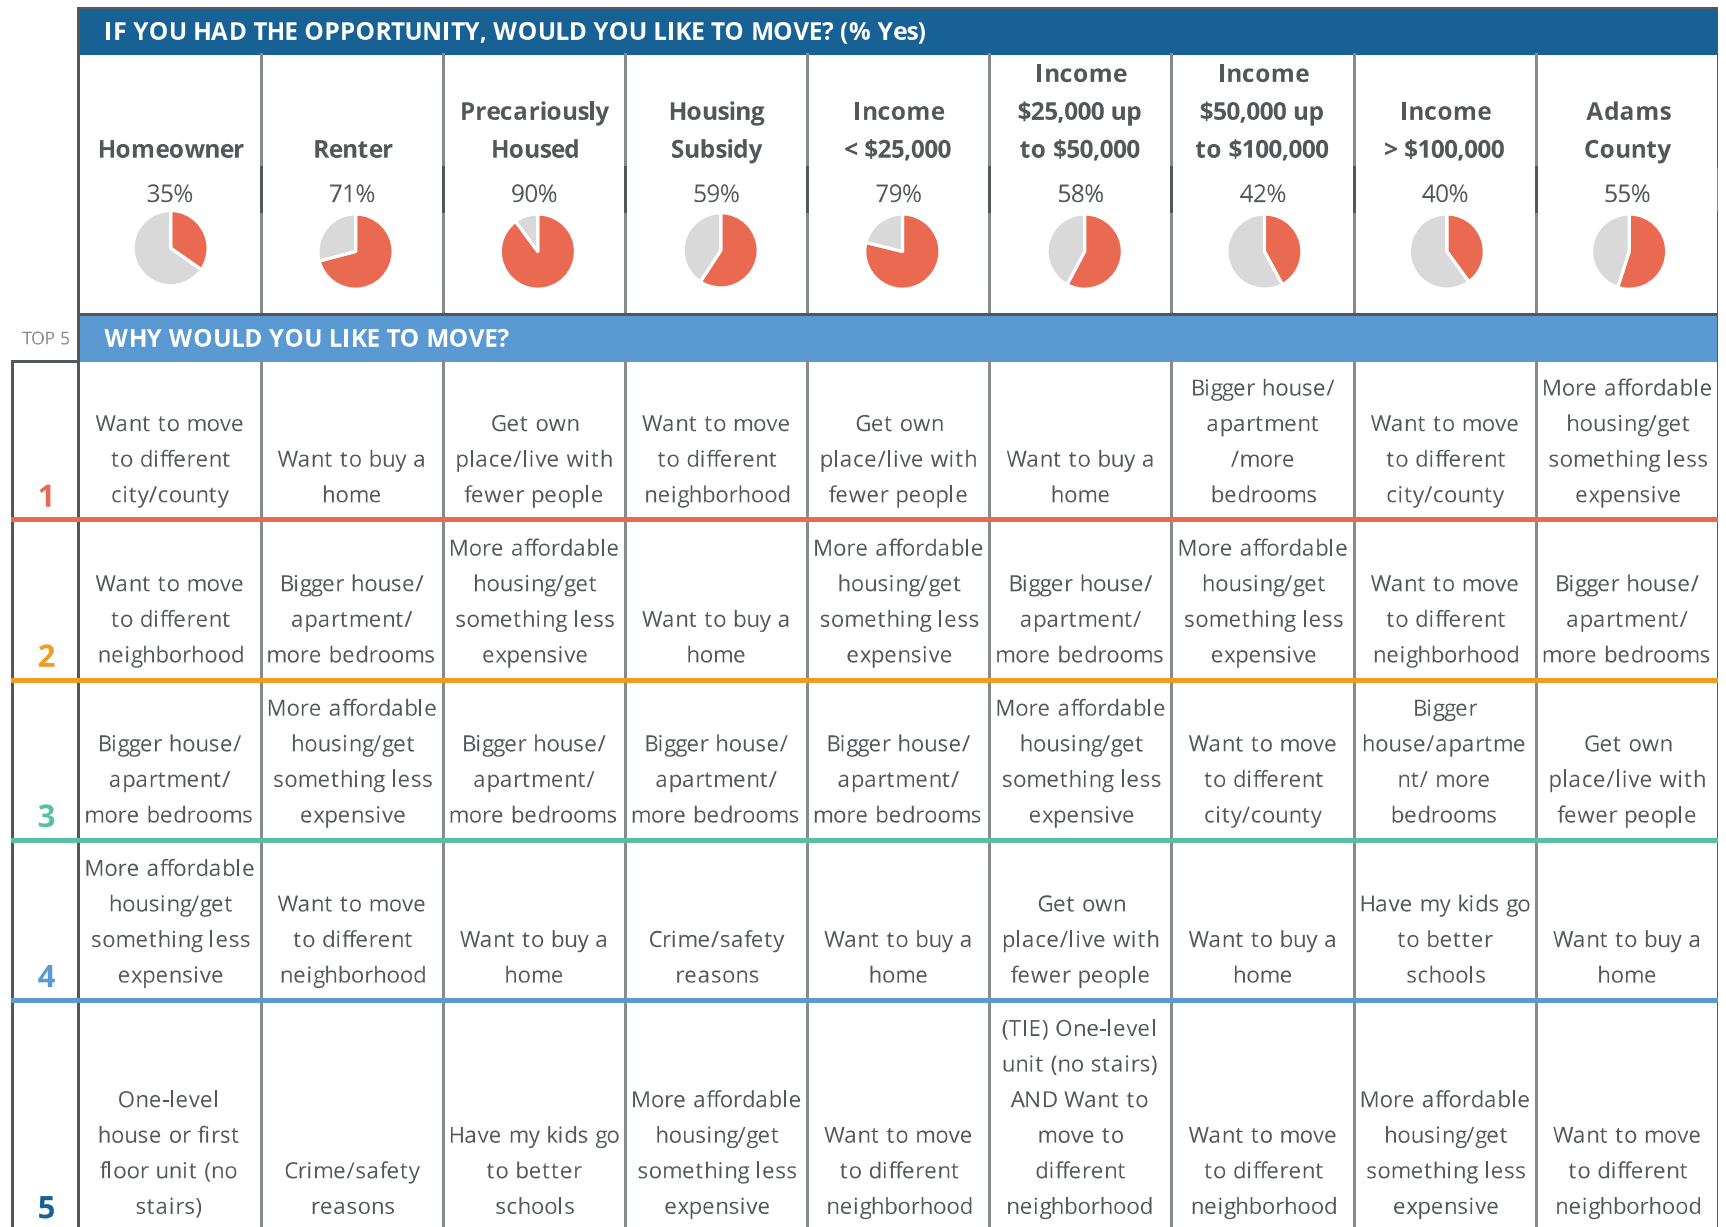 IF YOU HAD THE OPPORTUNITY, WOULD YOU LIKE TO MOVE? (% Yes)
Homeowner
Renter
Precariously
Housed
Housing
Subsidy
Income
< $25,000
Income
$25,000 up
to $50,000
Income
$50,000 up
to $100,000
Income
> $100,000
Adams
County
35%
71%
90%
59%
79%
58%
42%
40%
55%
TOP 5
WHY WOULD YOU LIKE TO MOVE?
1
Want to move
to different
city/county
Want to buy a
home
Get own
place/live with
fewer people
Want to move
to different
neighborhood
Get own
place/live with
fewer people
Want to buy a
home
Bigger house/
apartment
/more
bedrooms
Want to move
to different
city/county
More affordable
housing/get
something less
expensive
2
Want to move
to different
neighborhood
Bigger house/
apartment/
more bedrooms
More affordable
housing/get
something less
expensive
Want to buy a
home
More affordable
housing/get
something less
expensive
Bigger house/
apartment/
more bedrooms
More affordable
housing/get
something less
expensive
Want to move
to different
neighborhood
Bigger house/
apartment/
more bedrooms
3
Bigger house/
apartment/
more bedrooms
More affordable
housing/get
something less
expensive
Bigger house/
apartment/
more bedrooms
Bigger house/
apartment/
more bedrooms
Bigger house/
apartment/
more bedrooms
More affordable
housing/get
something less
expensive
Want to move
to different
city/county
Bigger
house/apartme
nt/ more
bedrooms
Get own
place/live with
fewer people
4
More affordable
housing/get
something less
expensive
Want to move
to different
neighborhood
Want to buy a
home
Crime/safety
reasons
Want to buy a
home
Get own
place/live with
fewer people
Want to buy a
home
Have my kids go
to better
schools
Want to buy a
home
5
One-level
house or first
floor unit (no
stairs)
Crime/safety
reasons
Have my kids go
to better
schools
More affordable
housing/get
something less
expensive
Want to move
to different
neighborhood
(TIE) One-level
unit (no stairs)
AND Want to
move to
different
neighborhood
Want to move
to different
neighborhood
More affordable
housing/get
something less
expensive
Want to move
to different
neighborhood